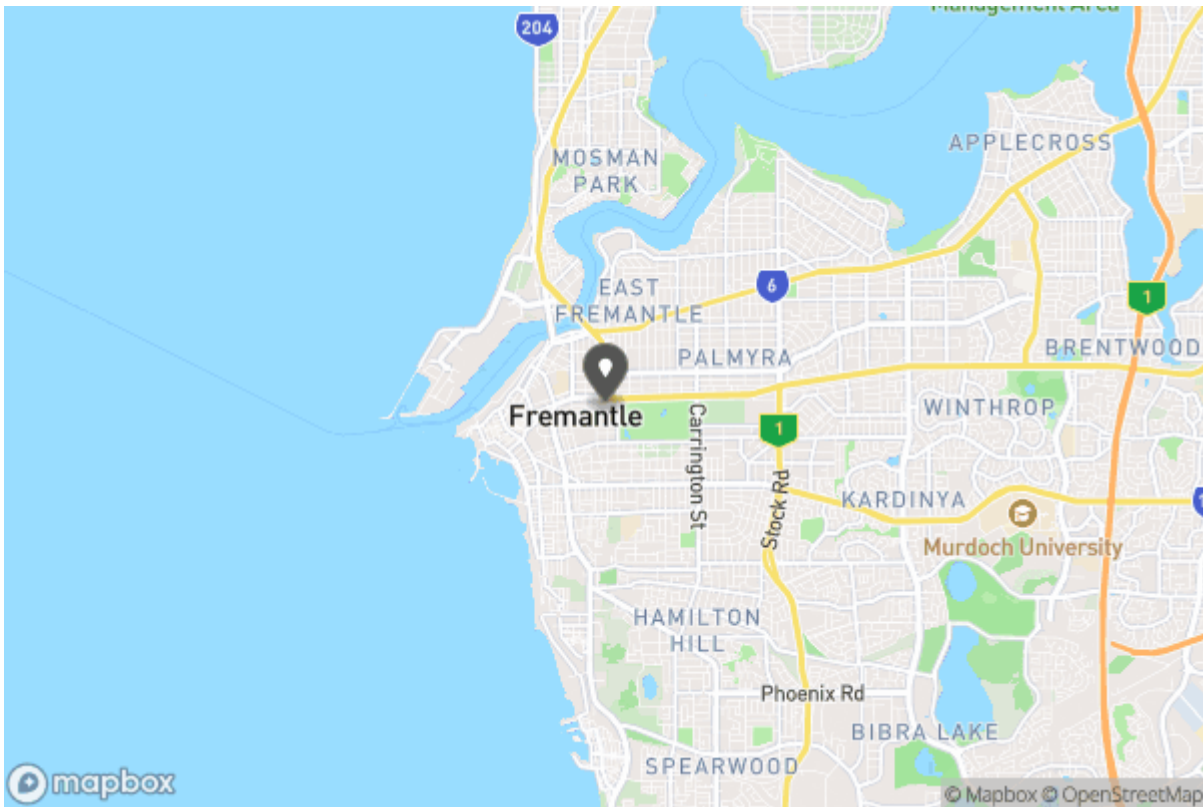 Management Area
204
MOSMAN
PARK
APPLECROSS
EAST
FREMANTLE
6
1
PALMYRA
BRENTWOOD
Fremantle
Carrington St
1
WINTHROP
Stock Rd
KARDINYA
Murdoch University
HAMILTON
HILL
Phoenix Rd
BIBRA LAKE
SPEARWOOD
mapbox
© Mapbox © OpenStreetMap